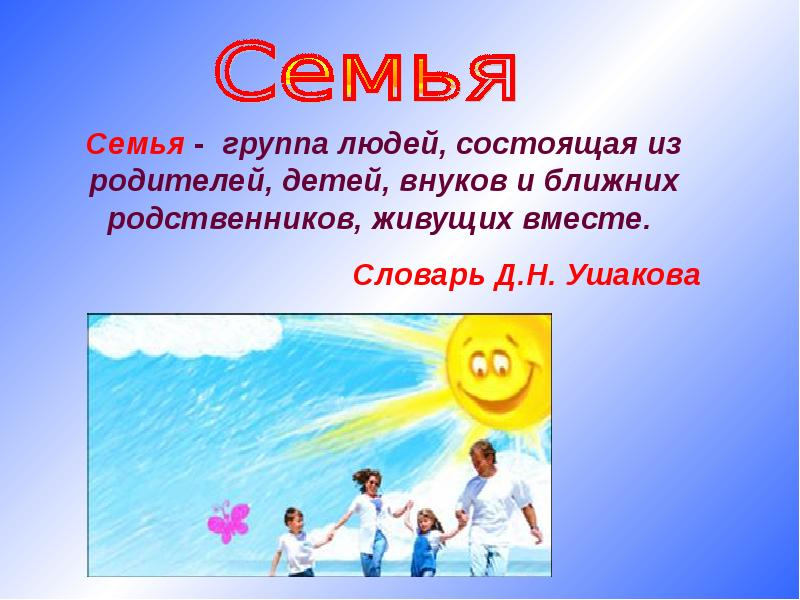 Семья
Семья - группа людей, состоящая из
родителей, детей, внуков и ближних
родственников, живущих вместе.
Словарь Д.Н. Ушакова